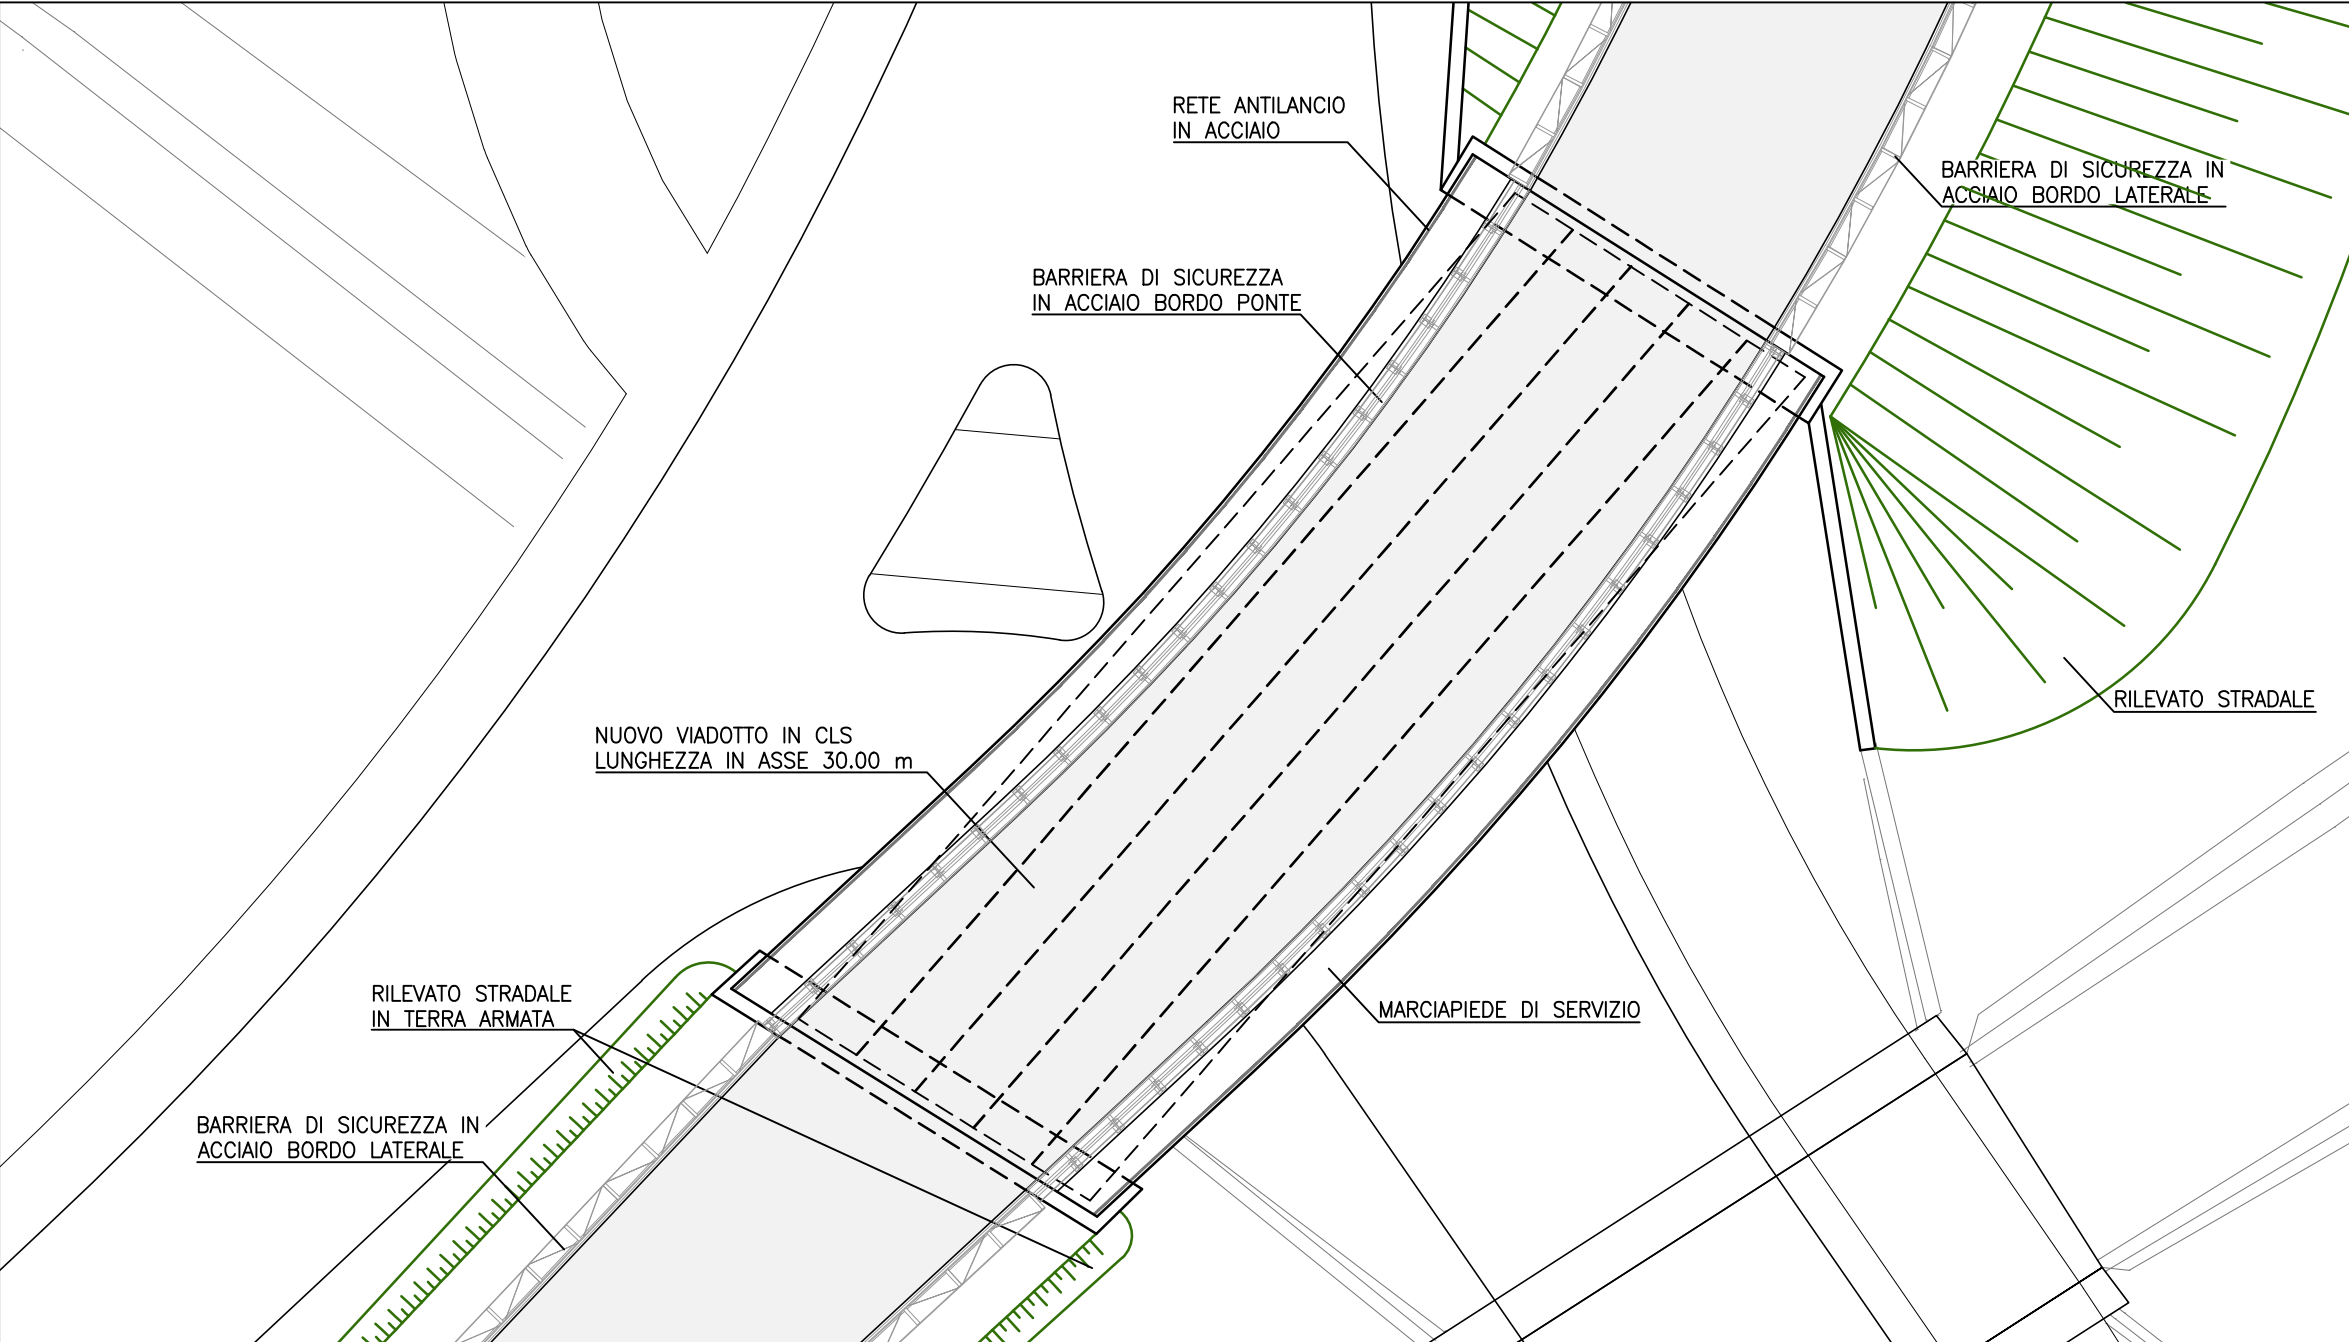 RETE ANTILANCIO
IN ACCIAIO
BARRIERA DI SICUREZZA IN
ACCIAIO BORDO LATERALE
BARRIERA DI SICUREZZA
IN ACCIAIO BORDO PONTE
RILEVATO STRADALE
NUOVO VIADOTTO IN CLS
LUNGHEZZA IN ASSE 30.00 m
RILEVATO STRADALE
IN TERRA ARMATA
MARCIAPIEDE DI SERVIZIO
BARRIERA DI SICUREZZA IN
ACCIAIO BORDO LATERALE